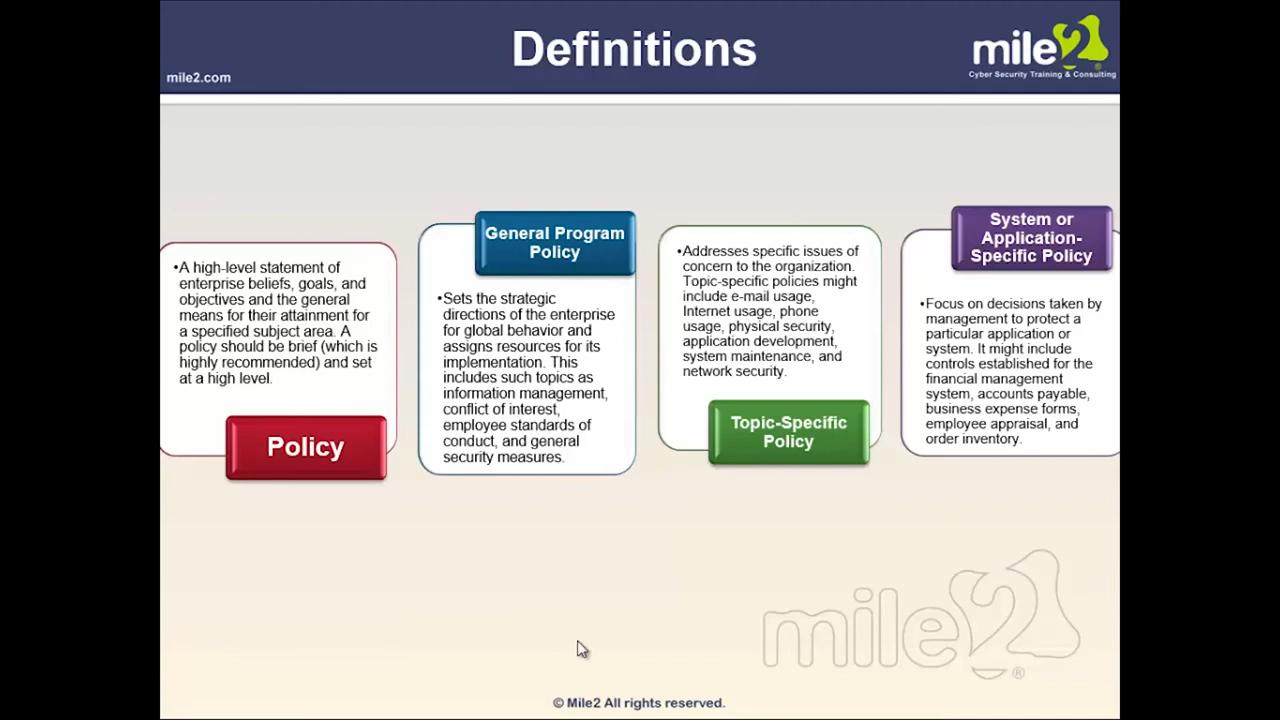 Definitions
mile2
Cyber Security Training & Consulting
mile2.com
•A high-level statement of
enterprise beliefs, goals, and
objectives and the general
means for their attainment for
a specified subject area. A
policy should be brief (which is
highly recommended) and set
at a high level.
Policy
General Program
Policy
•Sets the strategic
directions of the enterprise
for global behavior and
assigns resources for its
implementation. This
includes such topics as
information management,
conflict of interest,
employee standards of
conduct, and general
security measures.
•Addresses specific issues of
concern to the organization.
Topic-specific policies might
include e-mail usage,
Internet usage, phone
usage, physical security,
application development,
system maintenance, and
network security.
Topic-Specific
Policy
System or
Application-
Specific Policy
•Focus on decisions taken by
management to protect a
particular application or
system. It might include
controls established for the
financial management
system, accounts payable,
business expense forms,
employee appraisal, and
order inventory.
mile2®
© Mile2 All rights reserved.